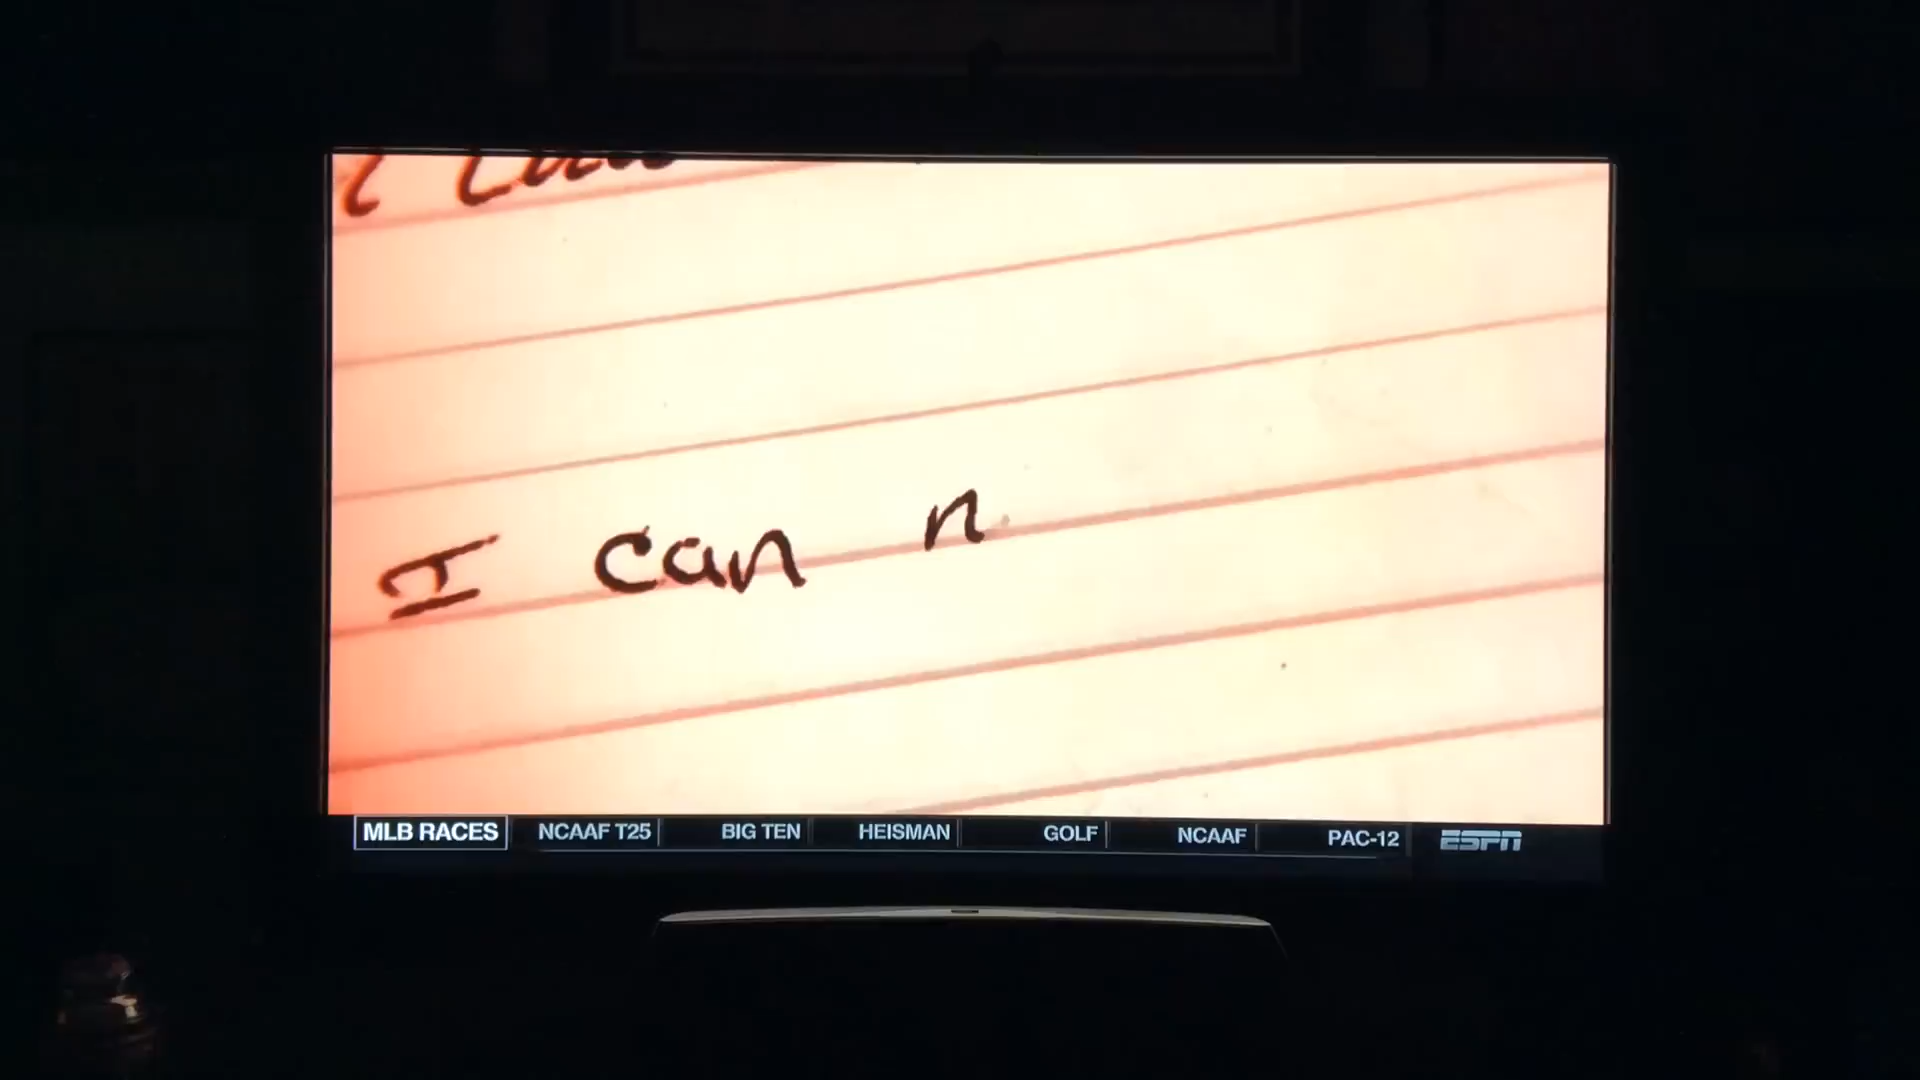 I can n
MLB RACES NCAAF T25 BIG TEN HEISMAN GOLF NCAAF PAC-12 ESPN